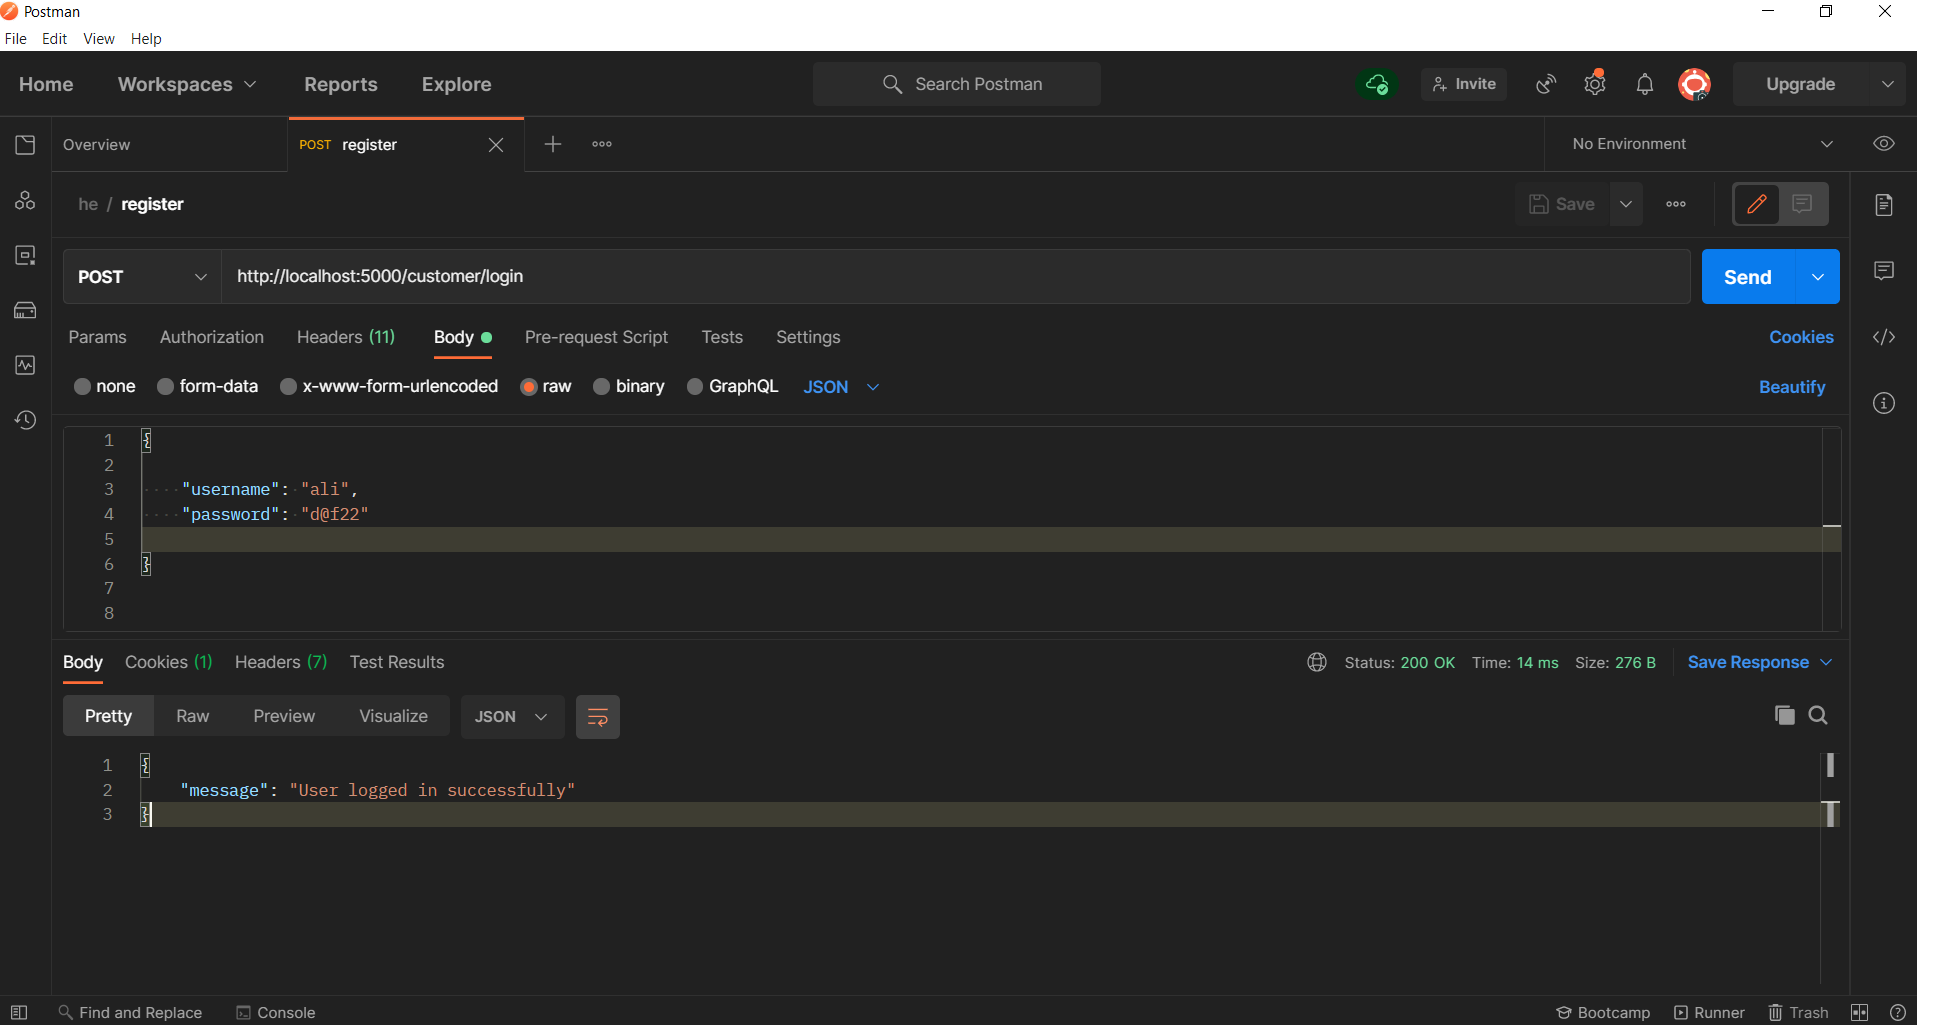 Postman
File Edit View Help
Home Workspaces Reports Explore Search Postman Invite Upgrade
Overview POST register No Environment
he / register Save
POST http://localhost:5000/customer/login Send
Params Authorization Headers (11) Body Pre-request Script Tests Settings Cookies
none form-data x-www-form-urlencoded raw binary GraphQL JSON Beautify
1 {
2
3 "username": "ali",
4 "password": "d@f22"
5
6 }
7
8
Body Cookies (1) Headers (7) Test Results Status: 200 OK Time: 14 ms Size: 276 B Save Response
Pretty Raw Preview Visualize JSON
1 {
2 "message": "User logged in successfully"
3 }
Find and Replace Console Bootcamp Runner Trash